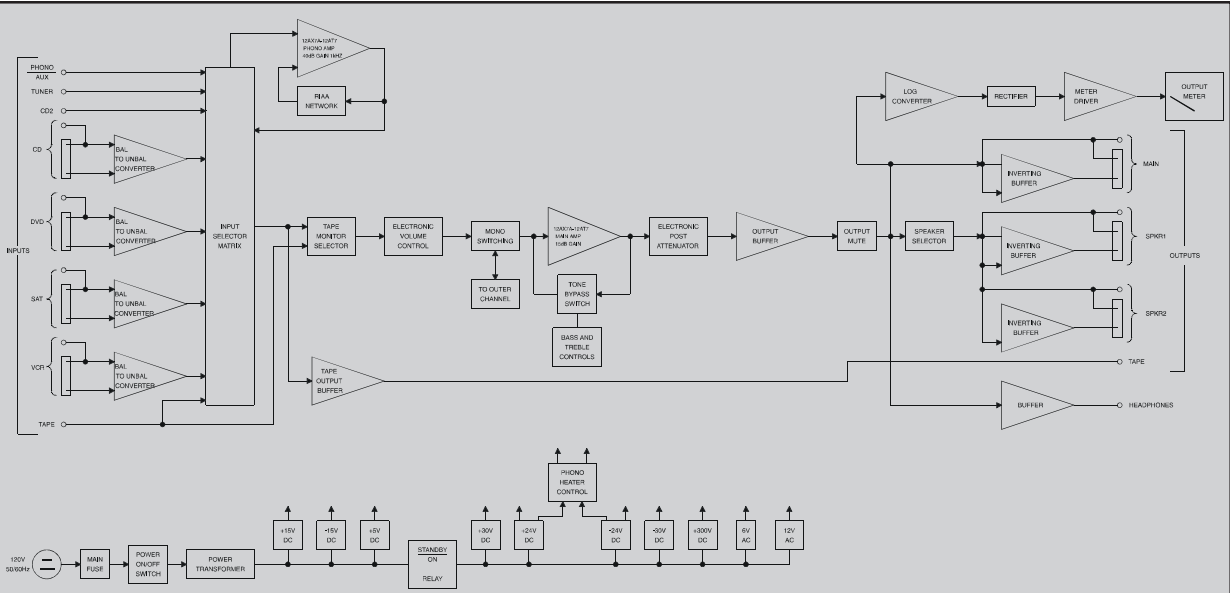 INPUTS
PHONO
AUX
TUNER
CD2
CD
DVD
SAT
VCR
TAPE
BAL
TO UNBAL
CONVERTER
BAL
TO UNBAL
CONVERTER
BAL
TO UNBAL
CONVERTER
BAL
TO UNBAL
CONVERTER
INPUT
SELECTOR
MATRIX
12AX7A-12AT7
PHONO AMP
40dB GAIN 1kHZ
RIAA
NETWORK
TAPE
MONITOR
SELECTOR
ELECTRONIC
VOLUME
CONTROL
MONO
SWITCHING
TO OUTER
CHANNEL
12AX7A-12AT7
MAIN AMP
15dB GAIN
TONE
BYPASS
SWITCH
BASS AND
TREBLE
CONTROLS
ELECTRONIC
POST
ATTENUATOR
OUTPUT
BUFFER
OUTPUT
MUTE
SPEAKER
SELECTOR
LOG
CONVERTER
RECTIFIER
METER
DRIVER
OUTPUT
METER
INVERTING
BUFFER
MAIN
INVERTING
BUFFER
SPKR1
OUTPUTS
INVERTING
BUFFER
SPKR2
TAPE
OUTPUT
BUFFER
TAPE
BUFFER
HEADPHONES
PHONO
HEATER
CONTROL
120V
50/60Hz
MAIN
FUSE
POWER
ON/OFF
SWITCH
POWER
TRANSFORMER
+15V
DC
-15V
DC
+5V
DC
STANDBY
ON
RELAY
+30V
DC
+24V
DC
-24V
DC
-30V
DC
+300V
DC
6V
AC
12V
AC